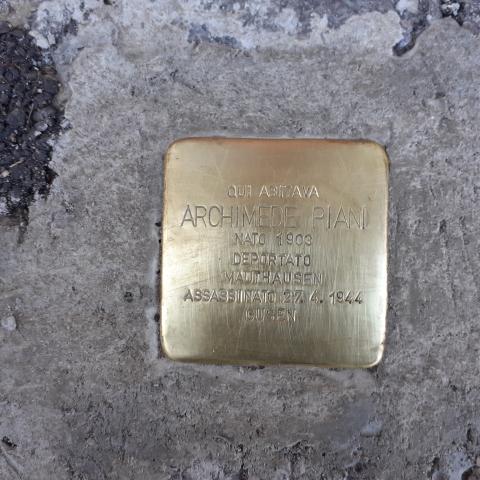 QUI ABITAVA
ARCHIMEDE PIANI
NATO 1903
DEPORTATO
MAUTHAUSEN
ASSASSINATO 27. 4. 1944
GUSEN